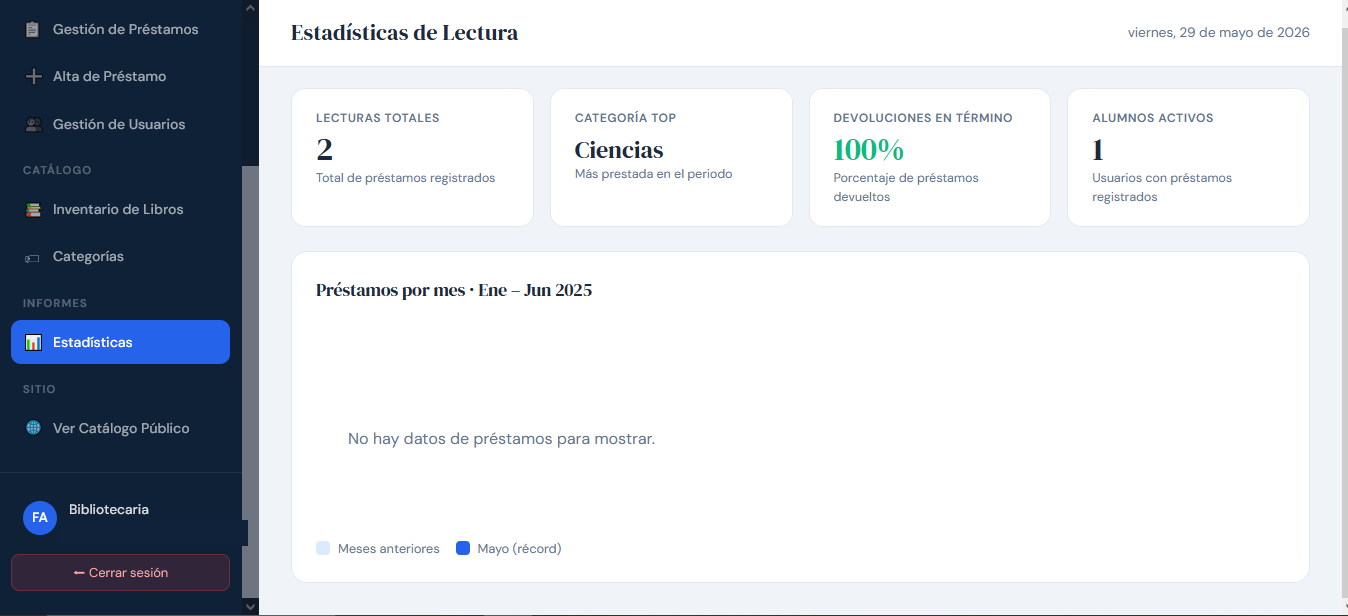 Gestión de Préstamos
Alta de Préstamo
Gestión de Usuarios
CATÁLOGO
Inventario de Libros
Categorías
INFORMES
Estadísticas
SITIO
Ver Catálogo Público
FA
Bibliotecaria
← Cerrar sesión
Estadísticas de Lectura
viernes, 29 de mayo de 2026
LECTURAS TOTALES
2
Total de préstamos registrados
CATEGORÍA TOP
Ciencias
Más prestada en el periodo
DEVOLUCIONES EN TÉRMINO
100%
Porcentaje de préstamos
devueltos
ALUMNOS ACTIVOS
1
Usuarios con préstamos
registrados
Préstamos por mes · Ene – Jun 2025
No hay datos de préstamos para mostrar.
Meses anteriores
Mayo (récord)